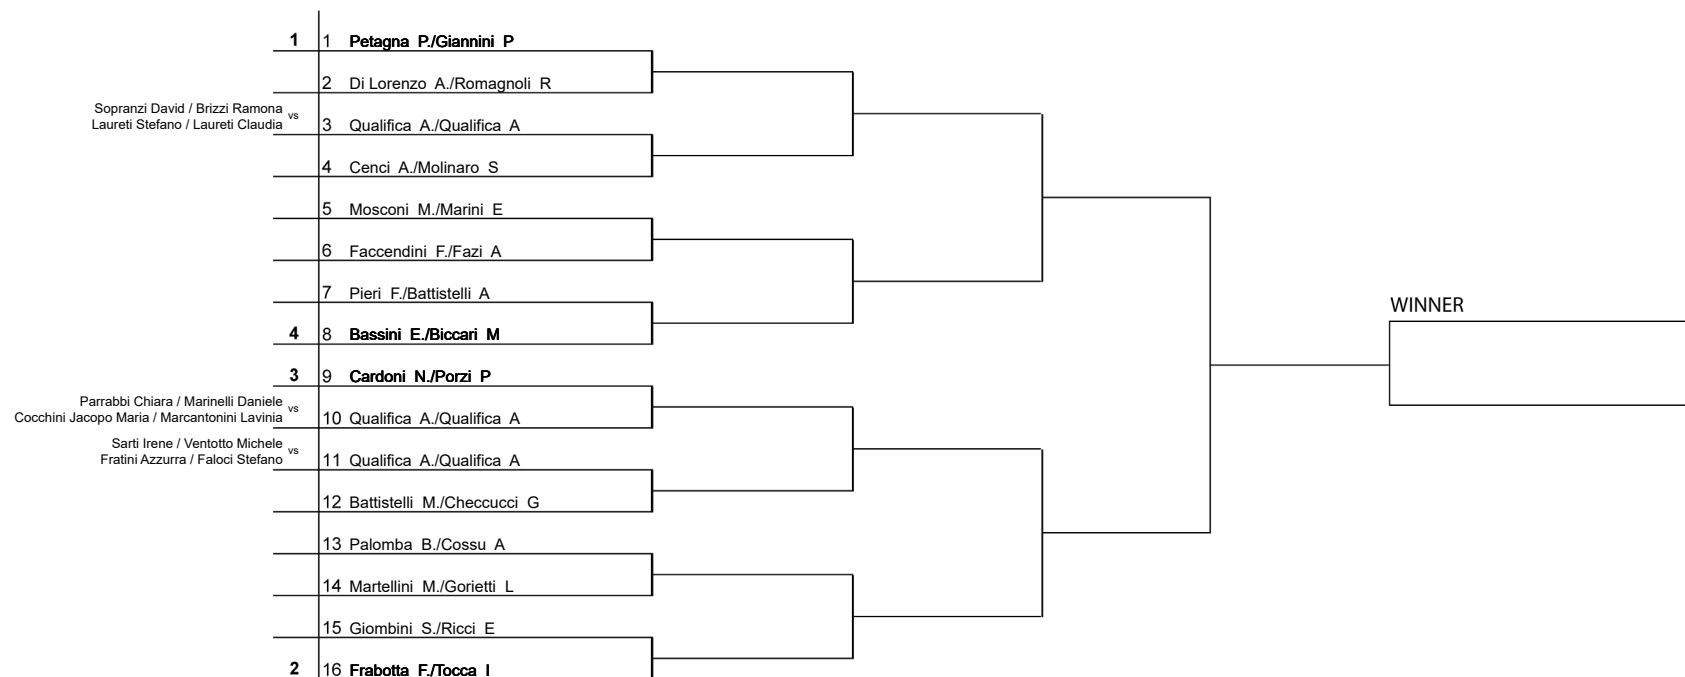 1 1 Petagna P./Giannini P
2 Di Lorenzo A./Romagnoli R
Sopranzi David / Brizzi Ramona
vs
Laureti Stefano / Laureti Claudia
3 Qualifica A./Qualifica A
4 Cenci A./Molinaro S
5 Mosconi M./Marini E
6 Faccendini F./Fazi A
7 Pieri F./Battistelli A
4 8 Bassini E./Biccari M
3 9 Cardoni N./Porzi P
Parrabbi Chiara / Marinelli Daniele
vs
Cocchini Jacopo Maria / Marcantonini Lavinia
10 Qualifica A./Qualifica A
Sarti Irene / Ventotto Michele
vs
Fratini Azzurra / Faloci Stefano
11 Qualifica A./Qualifica A
12 Battistelli M./Checcucci G
13 Palomba B./Cossu A
14 Martellini M./Gorietti L
15 Giombini S./Ricci E
2 16 Frabotta F./Tocca I
WINNER